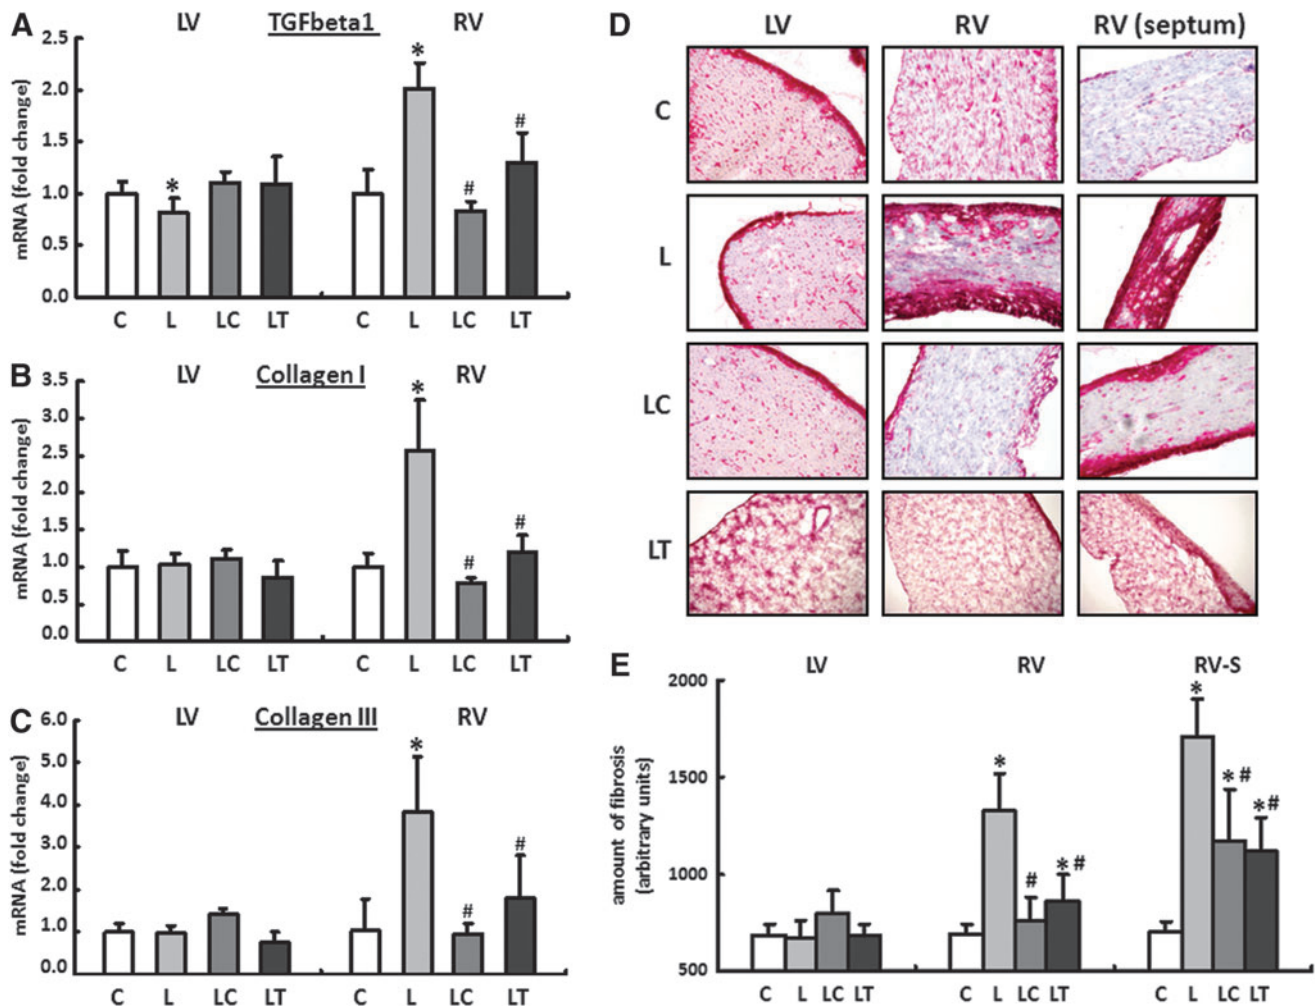 A
LV TGFbeta1 RV
mRNA (fold change)
2.5
2.0
1.5
1.0
0.5
0.0
* * # #
C L LC LT C L LC LT
B
LV Collagen I RV
mRNA (fold change)
3.5
3.0
2.5
2.0
1.5
1.0
0.5
0.0
* # #
C L LC LT C L LC LT
C
LV Collagen III RV
mRNA (fold change)
6.0
5.0
4.0
3.0
2.0
1.0
0.0
* # #
C L LC LT C L LC LT
D
LV RV RV (septum)
C
L
LC
LT
E
LV RV RV-S
amount of fibrosis
(arbitrary units)
2000
1500
1000
500
* # *# * *# *#
C L LC LT C L LC LT C L LC LT